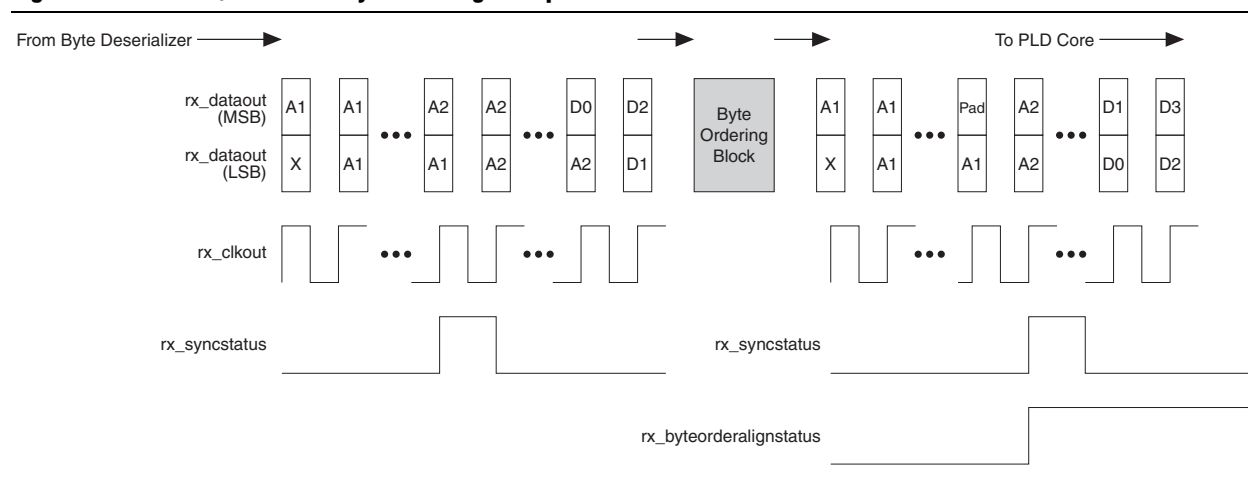 From Byte Deserializer
To PLD Core
rx_dataout
(MSB)
A1 A1 A2 A2 D0 D2
rx_dataout
(LSB)
X A1 A1 A2 A2 D1
Byte
Ordering
Block
A1 A1 Pad A2 D1 D3
X A1 A1 A2 D0 D2
rx_clkout
rx_syncstatus
rx_syncstatus
rx_byteorderalignstatus